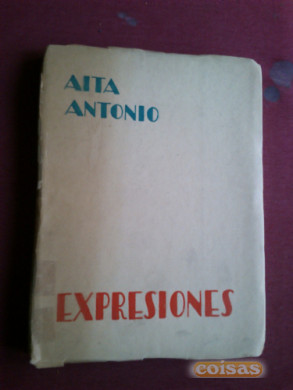 AITA
ANTONIO
EXPRESIONES
coisas